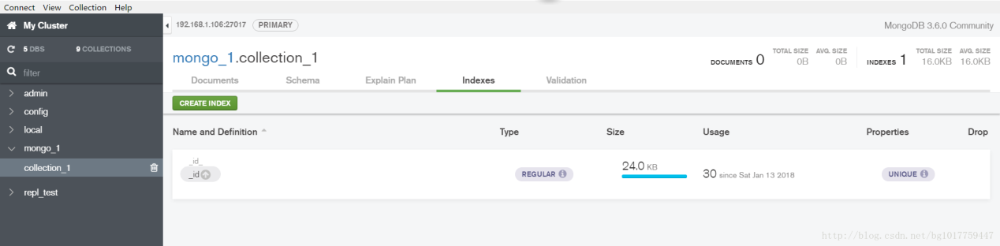 Connect View Collection Help
My Cluster
192.168.1.106:27017 PRIMARY
MongoDB 3.6.0 Community
5 DBS 9 COLLECTIONS
filter
admin
config
local
mongo_1
collection_1
repl_test
mongo_1.collection_1
DOCUMENTS 0 TOTAL SIZE 0B AVG. SIZE 0B INDEXES 1 TOTAL SIZE 16.0KB AVG. SIZE 16.0KB
Documents Schema Explain Plan Indexes Validation
CREATE INDEX
Name and Definition Type Size Usage Properties Drop
_id_
_id REGULAR 24.0 KB 30 since Sat Jan 13 2018 UNIQUE
http://blog.csdn.net/bg1017759447